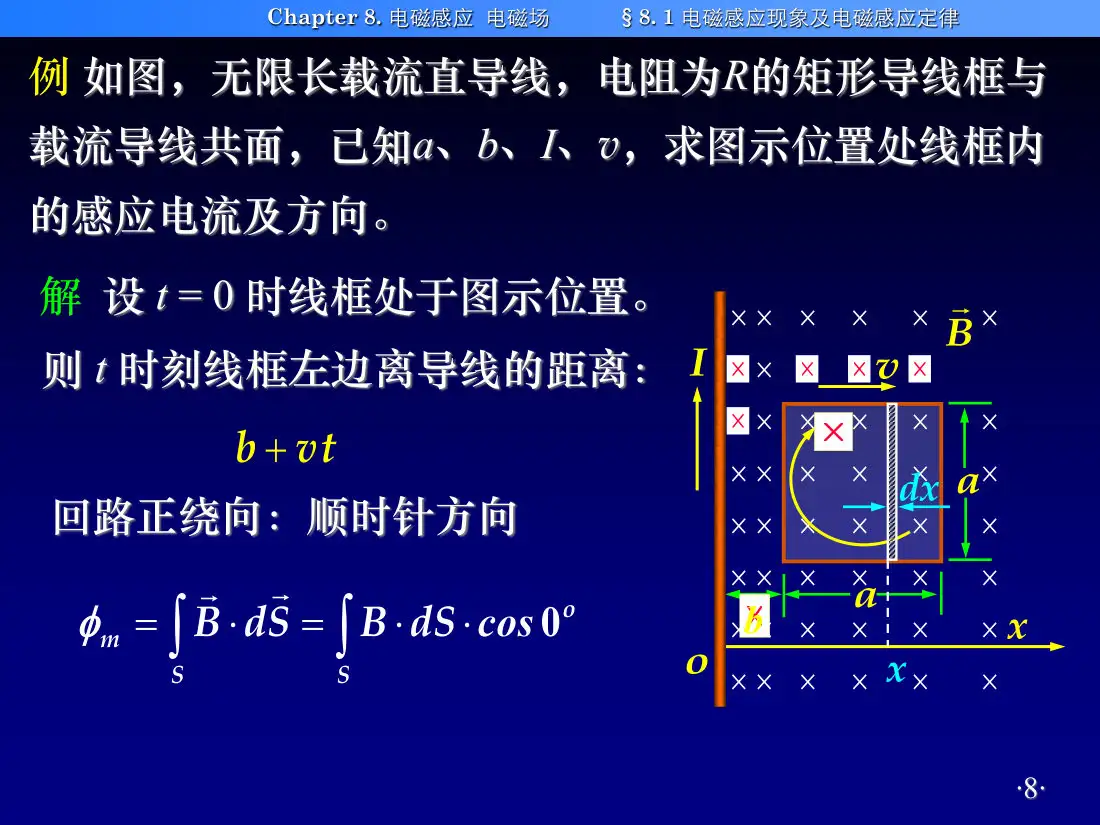 Chapter 8. 电磁感应 电磁场 §8. 1 电磁感应现象及电磁感应定律
例 如图，无限长载流直导线，电阻为R的矩形导线框与
载流导线共面，已知a、b、I、v，求图示位置处线框内
的感应电流及方向。
解 设 t = 0 时线框处于图示位置。
则 t 时刻线框左边离导线的距离：
b + vt
回路正绕向：顺时针方向
ϕm = ∫S B⃗ · dS⃗ = ∫S B · dS · cos 0°
B⃗
I
v
dx
a
a
b
x
o
x
·8·